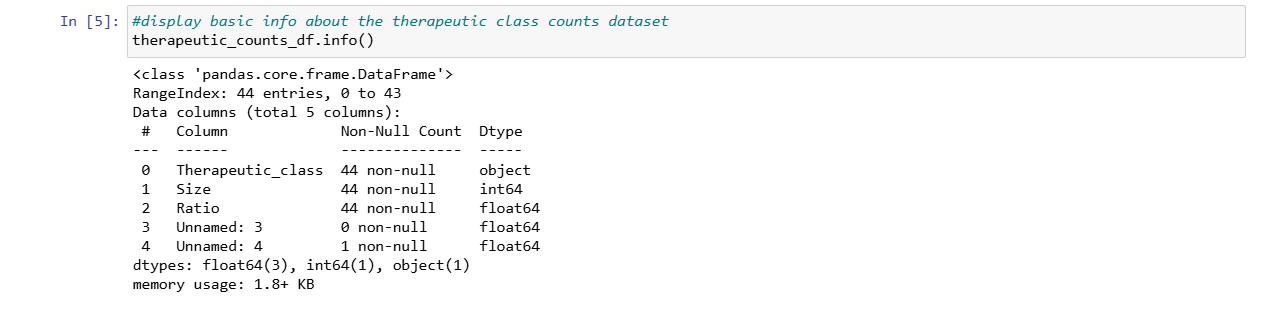 In [5]: #display basic info about the therapeutic class counts dataset
therapeutic_counts_df.info()
<class 'pandas.core.frame.DataFrame'>
RangeIndex: 44 entries, 0 to 43
Data columns (total 5 columns):
 #   Column             Non-Null Count  Dtype
---  ------             --------------  -----
 0   Therapeutic_class  44 non-null     object
 1   Size               44 non-null     int64
 2   Ratio              44 non-null     float64
 3   Unnamed: 3         0 non-null      float64
 4   Unnamed: 4         1 non-null      float64
dtypes: float64(3), int64(1), object(1)
memory usage: 1.8+ KB